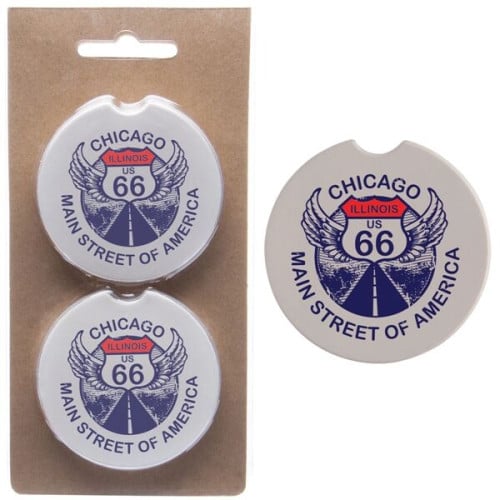 CHICAGO
ILLINOIS
US
66
MAIN STREET OF AMERICA
CHICAGO
ILLINOIS
US
66
MAIN STREET OF AMERICA
CHICAGO
ILLINOIS
US
66
MAIN STREET OF AMERICA